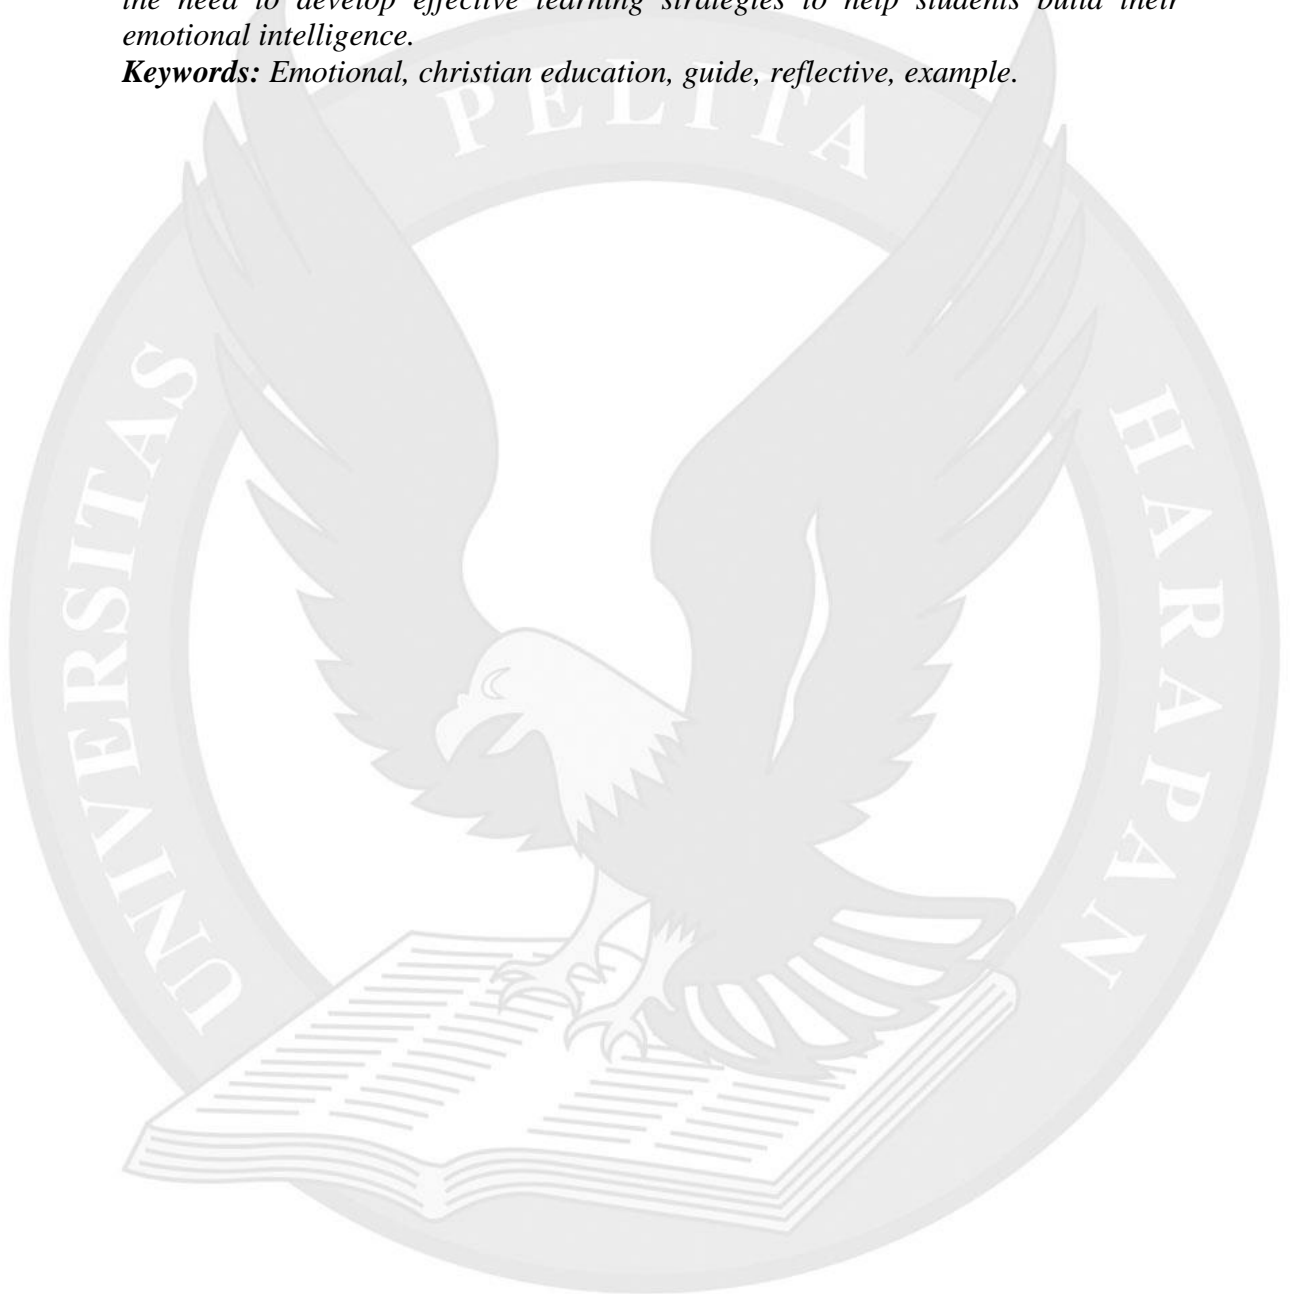 the need to develop effective learning strategies to help students build their
emotional intelligence.
Keywords: Emotional, christian education, guide, reflective, example.
PELITA
UNIVERSITAS
HARAPAN